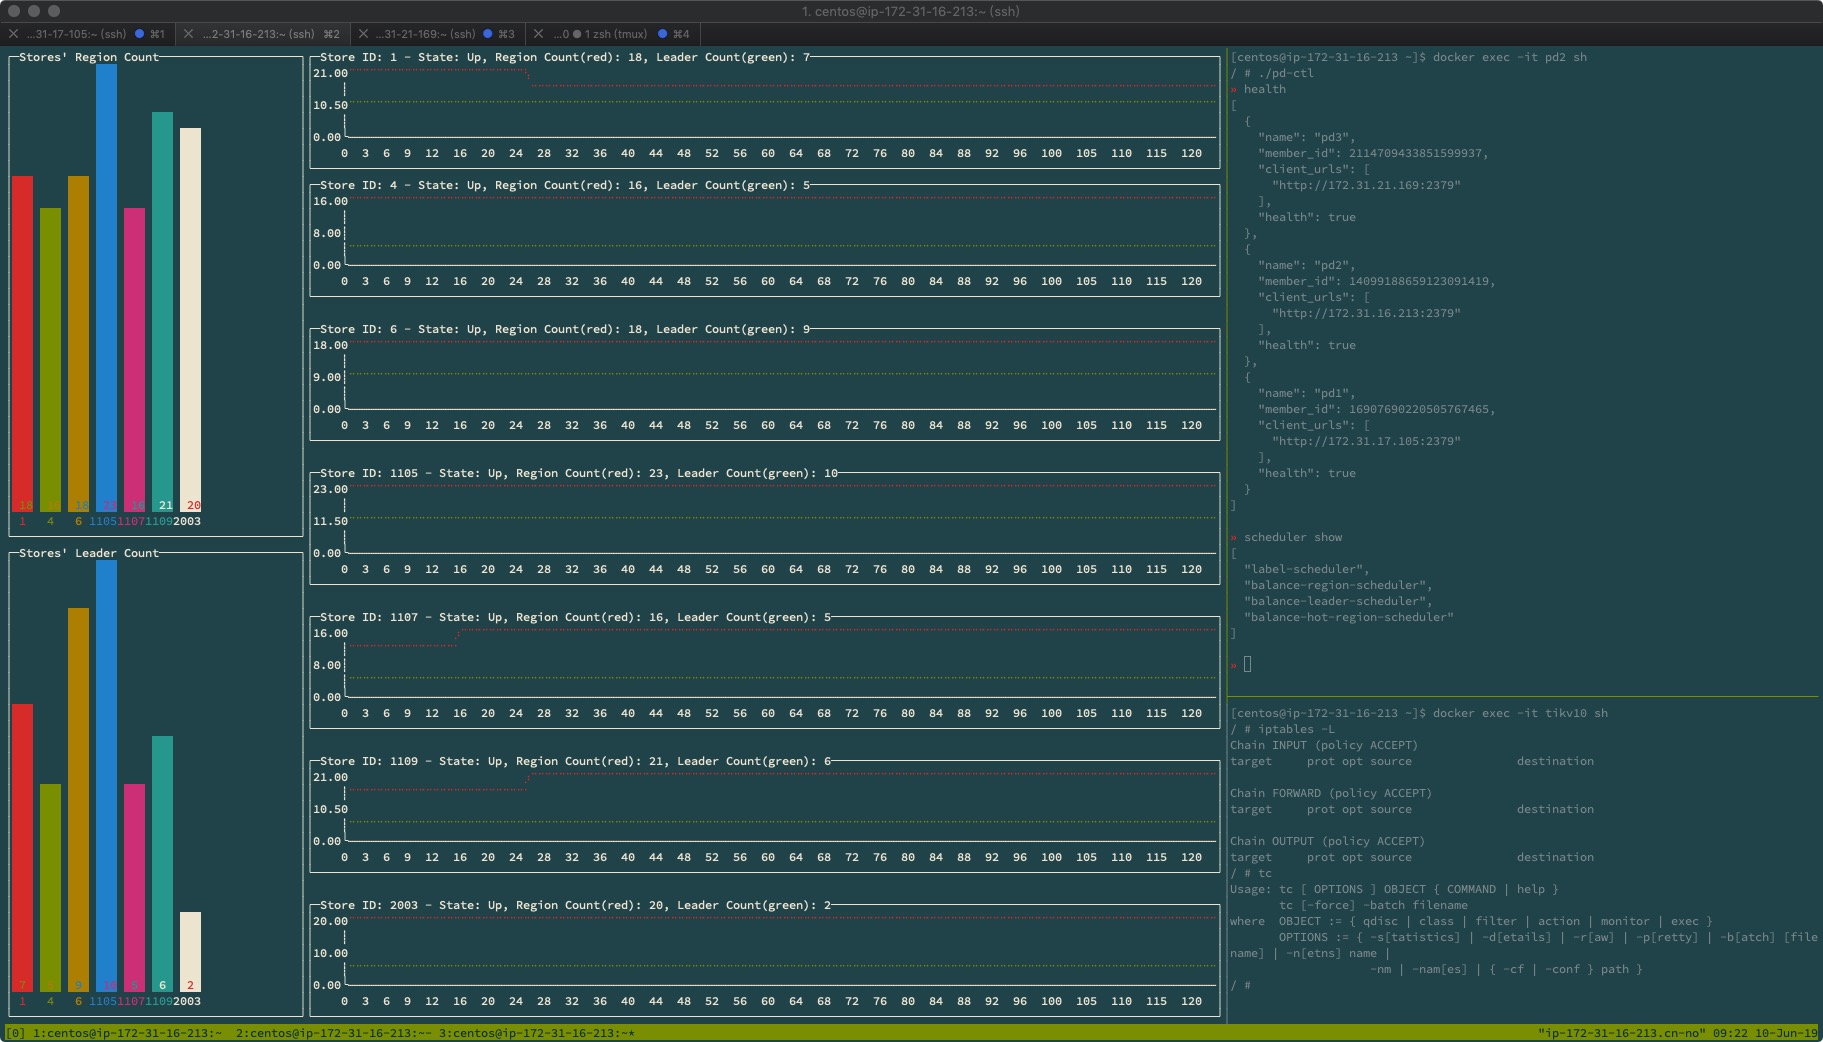 1. centos@ip-172-31-16-213:~ (ssh)
...31-17-105:~ (ssh) ⌘1
...2-31-16-213:~ (ssh) ⌘2
...31-21-169:~ (ssh) ⌘3
...0 ● 1 zsh (tmux) ⌘4
Stores' Region Count
18 18 21 20
1 4 6 1105 1107 1109 2003
Stores' Leader Count
7 9 10 5 6 2
1 4 6 1105 1107 1109 2003
Store ID: 1 - State: Up, Region Count(red): 18, Leader Count(green): 7
21.00
10.50
0.00
0 3 6 9 12 16 20 24 28 32 36 40 44 48 52 56 60 64 68 72 76 80 84 88 92 96 100 105 110 115 120
Store ID: 4 - State: Up, Region Count(red): 16, Leader Count(green): 5
16.00
8.00
0.00
0 3 6 9 12 16 20 24 28 32 36 40 44 48 52 56 60 64 68 72 76 80 84 88 92 96 100 105 110 115 120
Store ID: 6 - State: Up, Region Count(red): 18, Leader Count(green): 9
18.00
9.00
0.00
0 3 6 9 12 16 20 24 28 32 36 40 44 48 52 56 60 64 68 72 76 80 84 88 92 96 100 105 110 115 120
Store ID: 1105 - State: Up, Region Count(red): 23, Leader Count(green): 10
23.00
11.50
0.00
0 3 6 9 12 16 20 24 28 32 36 40 44 48 52 56 60 64 68 72 76 80 84 88 92 96 100 105 110 115 120
Store ID: 1107 - State: Up, Region Count(red): 16, Leader Count(green): 5
16.00
8.00
0.00
0 3 6 9 12 16 20 24 28 32 36 40 44 48 52 56 60 64 68 72 76 80 84 88 92 96 100 105 110 115 120
Store ID: 1109 - State: Up, Region Count(red): 21, Leader Count(green): 6
21.00
10.50
0.00
0 3 6 9 12 16 20 24 28 32 36 40 44 48 52 56 60 64 68 72 76 80 84 88 92 96 100 105 110 115 120
Store ID: 2003 - State: Up, Region Count(red): 20, Leader Count(green): 2
20.00
10.00
0.00
0 3 6 9 12 16 20 24 28 32 36 40 44 48 52 56 60 64 68 72 76 80 84 88 92 96 100 105 110 115 120
[centos@ip-172-31-16-213 ~]$ docker exec -it pd2 sh
/ # ./pd-ctl
» health
[
{
"name": "pd3",
"member_id": 2114709433851599937,
"client_urls": [
"http://172.31.21.169:2379"
],
"health": true
},
{
"name": "pd2",
"member_id": 14099188659123091419,
"client_urls": [
"http://172.31.16.213:2379"
],
"health": true
},
{
"name": "pd1",
"member_id": 16907690220505767465,
"client_urls": [
"http://172.31.17.105:2379"
],
"health": true
}
]
» scheduler show
[
"label-scheduler",
"balance-region-scheduler",
"balance-leader-scheduler",
"balance-hot-region-scheduler"
]
»
[centos@ip-172-31-16-213 ~]$ docker exec -it tikv10 sh
/ # iptables -L
Chain INPUT (policy ACCEPT)
target prot opt source destination
Chain FORWARD (policy ACCEPT)
target prot opt source destination
Chain OUTPUT (policy ACCEPT)
target prot opt source destination
/ # tc
Usage: tc [ OPTIONS ] OBJECT { COMMAND | help }
tc [-force] -batch filename
where OBJECT := { qdisc | class | filter | action | monitor | exec }
OPTIONS := { -s[tatistics] | -d[etails] | -r[aw] | -p[retty] | -b[atch] [file
name] | -n[etns] name |
-nm | -nam[es] | { -cf | -conf } path }
/ #
[0] 1:centos@ip-172-31-16-213:~ 2:centos@ip-172-31-16-213:~- 3:centos@ip-172-31-16-213:~*
"ip-172-31-16-213.cn-no" 09:22 10-Jun-19